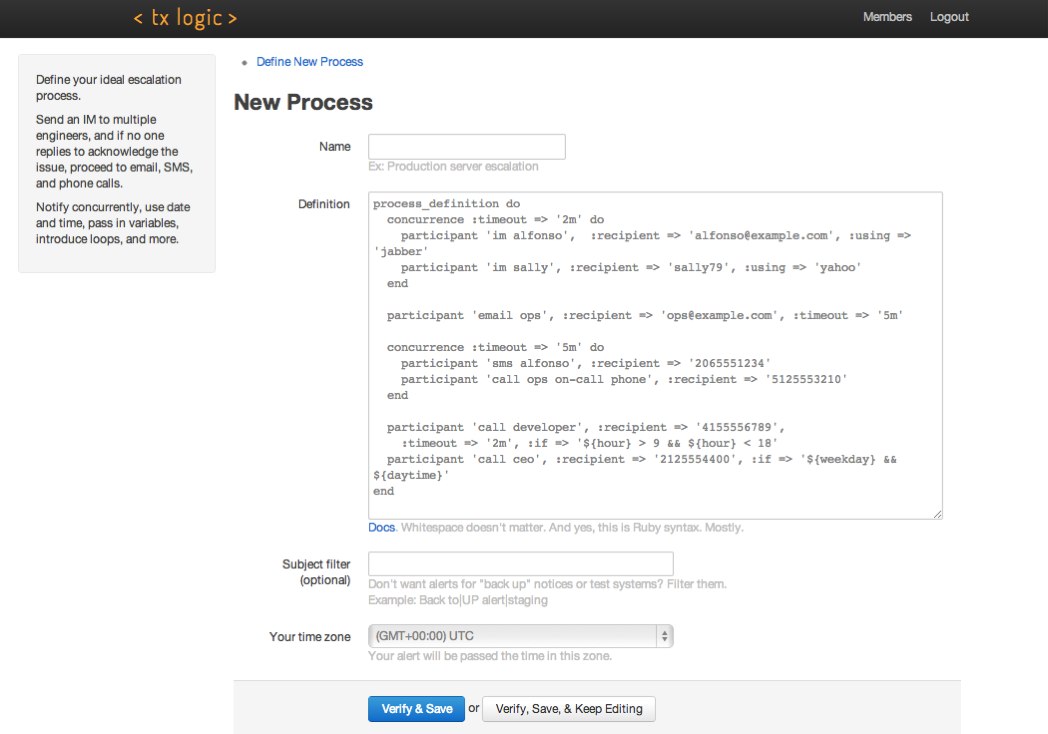 < tx logic >
Members Logout
Define your ideal escalation
process.
Send an IM to multiple
engineers, and if no one
replies to acknowledge the
issue, proceed to email, SMS,
and phone calls.
Notify concurrently, use date
and time, pass in variables,
introduce loops, and more.
• Define New Process
New Process
Name
Ex: Production server escalation
Definition
process_definition do
  concurrence :timeout => '2m' do
    participant 'im alfonso',  :recipient => 'alfonso@example.com', :using =>
'jabber'
    participant 'im sally', :recipient => 'sally79', :using => 'yahoo'
  end

  participant 'email ops', :recipient => 'ops@example.com', :timeout => '5m'

  concurrence :timeout => '5m' do
    participant 'sms alfonso', :recipient => '2065551234'
    participant 'call ops on-call phone', :recipient => '5125553210'
  end

  participant 'call developer', :recipient => '4155556789',
    :timeout => '2m', :if => '${hour} > 9 && ${hour} < 18'
  participant 'call ceo', :recipient => '2125554400', :if => '${weekday} &&
${daytime}'
end
Docs. Whitespace doesn't matter. And yes, this is Ruby syntax. Mostly.
Subject filter
(optional)
Don't want alerts for "back up" notices or test systems? Filter them.
Example: Back to|UP alert|staging
Your time zone
(GMT+00:00) UTC
Your alert will be passed the time in this zone.
Verify & Save or Verify, Save, & Keep Editing